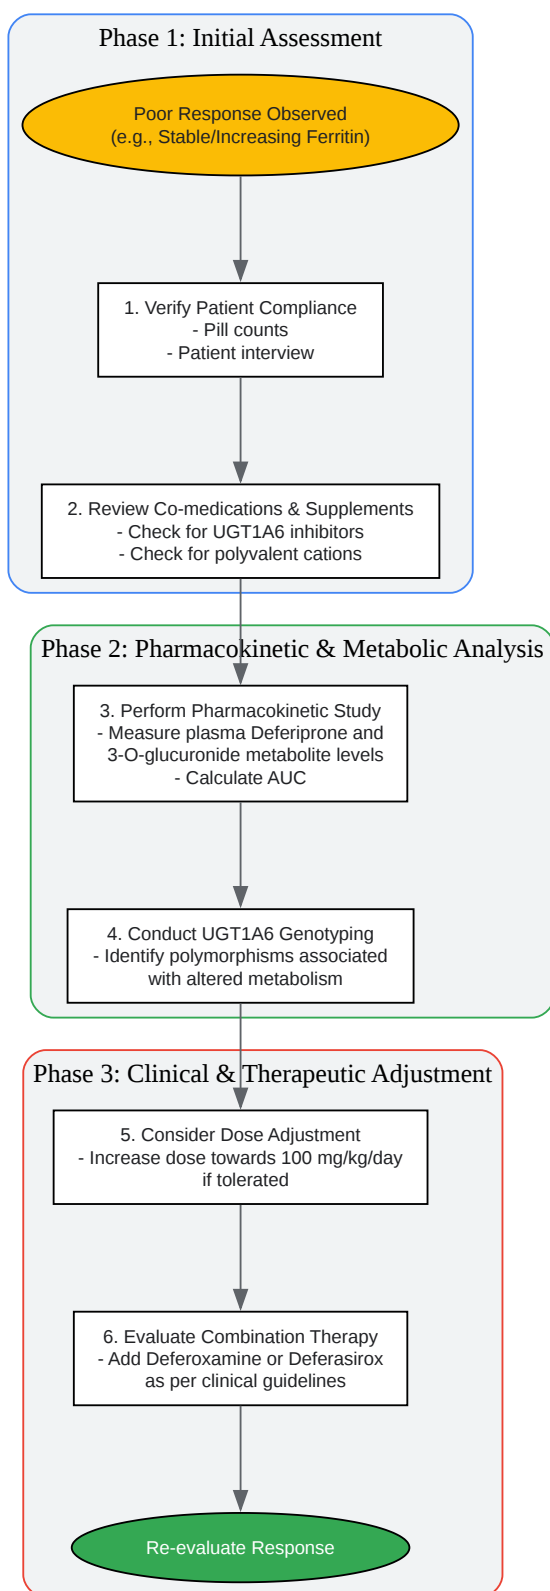 Phase 1: Initial Assessment
Poor Response Observed
(e.g., Stable/Increasing Ferritin)
1. Verify Patient Compliance
- Pill counts
- Patient interview
2. Review Co-medications & Supplements
- Check for UGT1A6 inhibitors
- Check for polyvalent cations
Phase 2: Pharmacokinetic & Metabolic Analysis
3. Perform Pharmacokinetic Study
- Measure plasma Deferiprone and
3-O-glucuronide metabolite levels
- Calculate AUC
4. Conduct UGT1A6 Genotyping
- Identify polymorphisms associated
with altered metabolism
Phase 3: Clinical & Therapeutic Adjustment
5. Consider Dose Adjustment
- Increase dose towards 100 mg/kg/day
if tolerated
6. Evaluate Combination Therapy
- Add Deferoxamine or Deferasirox
as per clinical guidelines
Re-evaluate Response